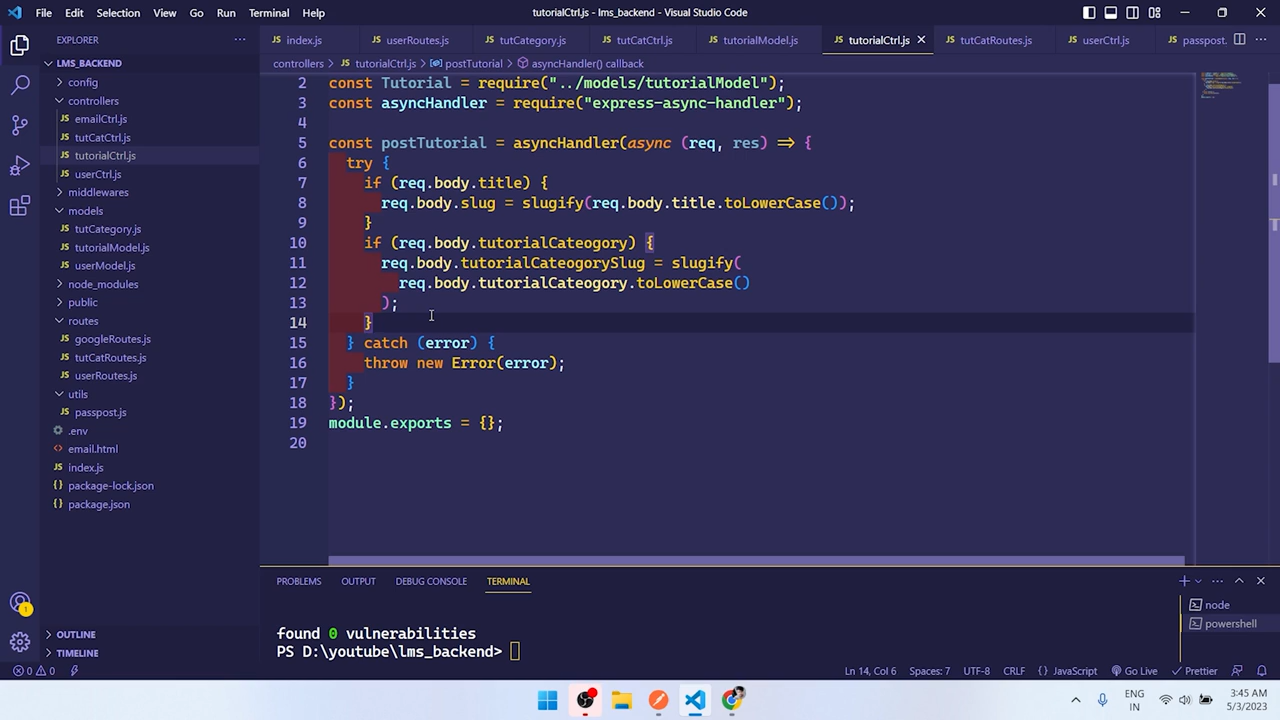 File Edit Selection View Go Run Terminal Help
tutorialCtrl.js - lms_backend - Visual Studio Code
EXPLORER
LMS_BACKEND
config
controllers
emailCtrl.js
tutCatCtrl.js
tutorialCtrl.js
userCtrl.js
middlewares
models
tutCategory.js
tutorialModel.js
userModel.js
node_modules
public
routes
googleRoutes.js
tutCatRoutes.js
userRoutes.js
utils
passpost.js
.env
email.html
index.js
package-lock.json
package.json
OUTLINE
TIMELINE
index.js userRoutes.js tutCategory.js tutCatCtrl.js tutorialModel.js tutorialCtrl.js tutCatRoutes.js userCtrl.js passpost.
controllers > tutorialCtrl.js > postTutorial > asyncHandler() callback
2 const Tutorial = require("../models/tutorialModel");
3 const asyncHandler = require("express-async-handler");
4
5 const postTutorial = asyncHandler(async (req, res) => {
6 try {
7 if (req.body.title) {
8 req.body.slug = slugify(req.body.title.toLowerCase());
9 }
10 if (req.body.tutorialCateogory) {
11 req.body.tutorialCateogorySlug = slugify(
12 req.body.tutorialCateogory.toLowerCase()
13 );
14 }
15 } catch (error) {
16 throw new Error(error);
17 }
18 });
19 module.exports = {};
20
PROBLEMS OUTPUT DEBUG CONSOLE TERMINAL
found 0 vulnerabilities
PS D:\youtube\lms_backend>
node
powershell
1
0 0 Ln 14, Col 6 Spaces: 7 UTF-8 CRLF {} JavaScript Go Live Prettier
ENG
IN
3:45 AM
5/3/2023